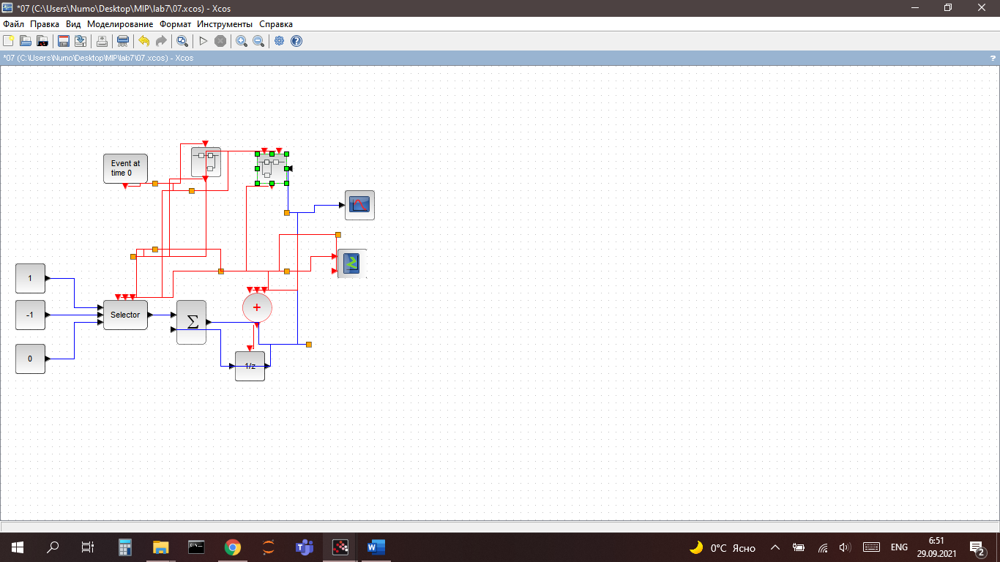 *07 (C:\Users\Numo\Desktop\MIP\lab7\07.xcos) - Xcos
Файл Правка Вид Моделирование Формат Инструменты Справка
*07 (C:\Users\Numo\Desktop\MIP\lab7\07.xcos) - Xcos
?
Event at
time 0
1
-1
Selector
Σ
+
0
1/z
0°C Ясно
ENG
6:51
29.09.2021
2